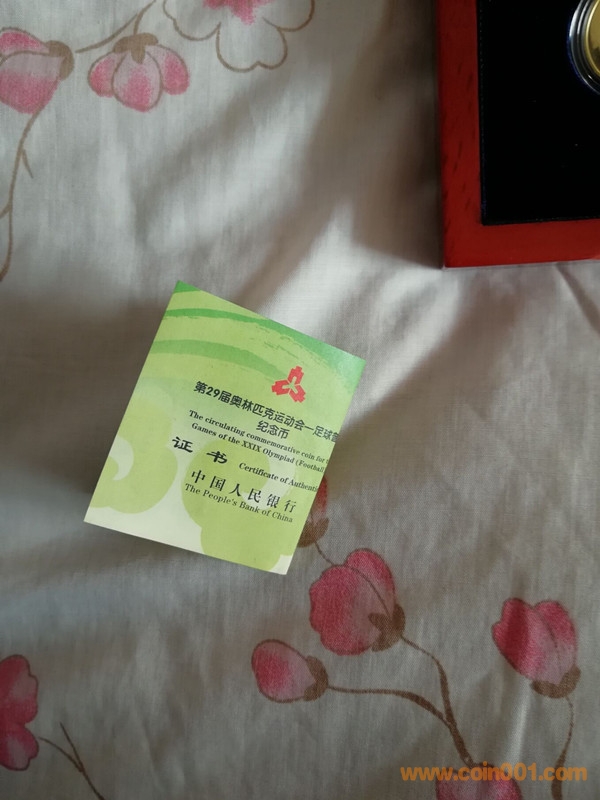 第29届奥林匹克运动会—足球
纪念币
The circulating commemorative coin for
Games of the XXIX Olympiad (Football
证 书 Certificate of Authenti
中国人民银行
The People's Bank of China
www.coin001.com